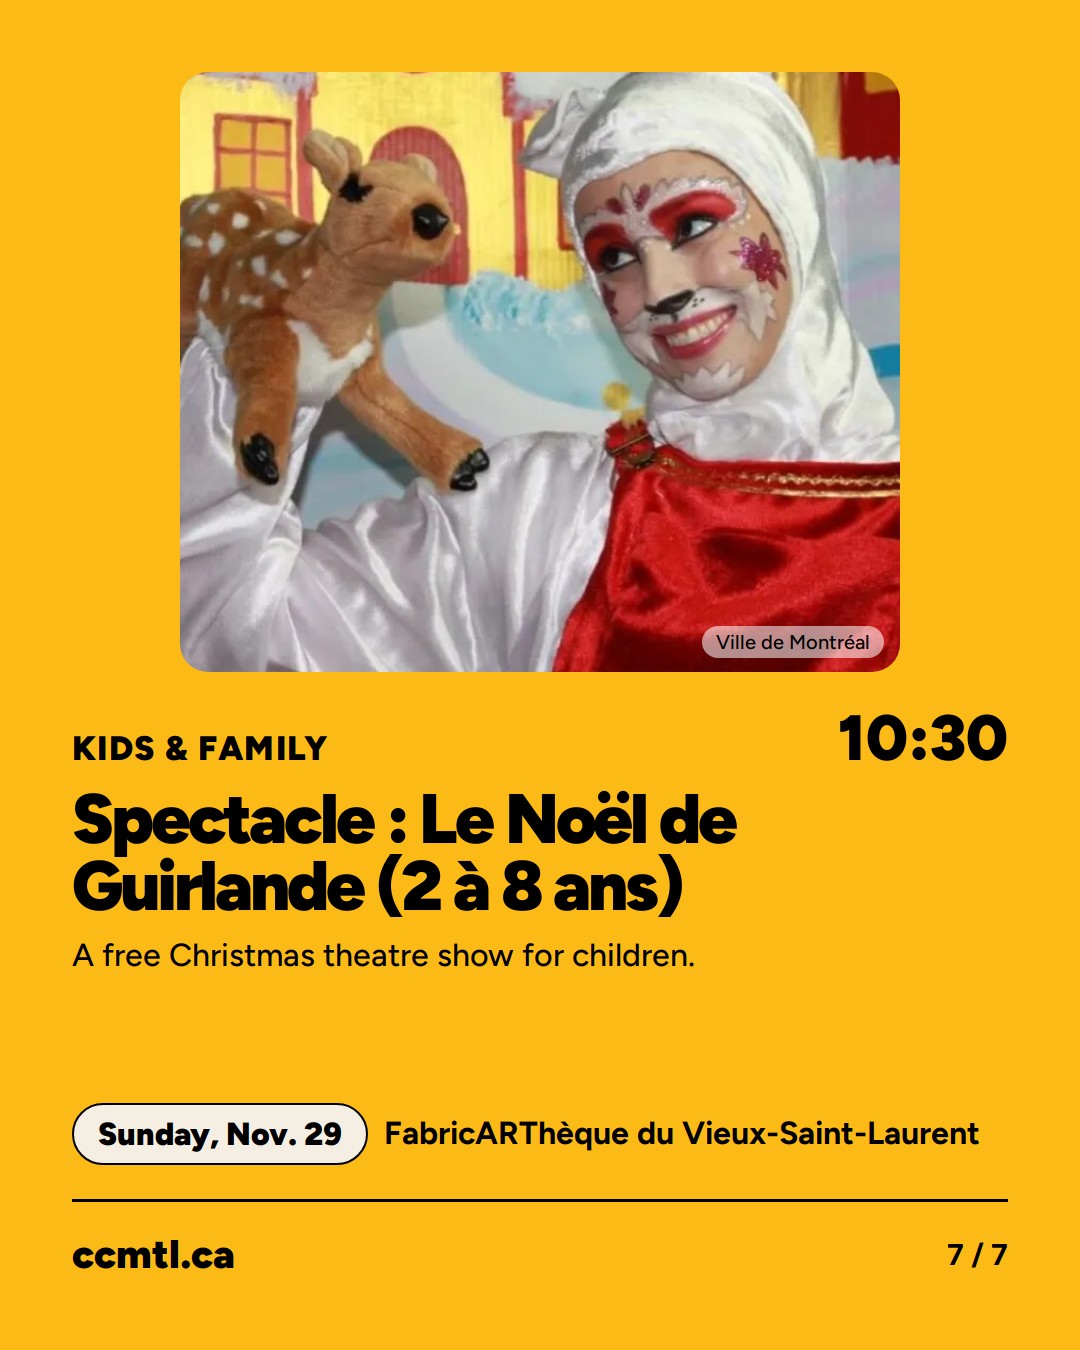 Ville de Montréal
KIDS & FAMILY
10:30
Spectacle : Le Noël de
Guirlande (2 à 8 ans)
A free Christmas theatre show for children.
Sunday, Nov. 29
FabricARThèque du Vieux-Saint-Laurent
ccmtl.ca
7 / 7